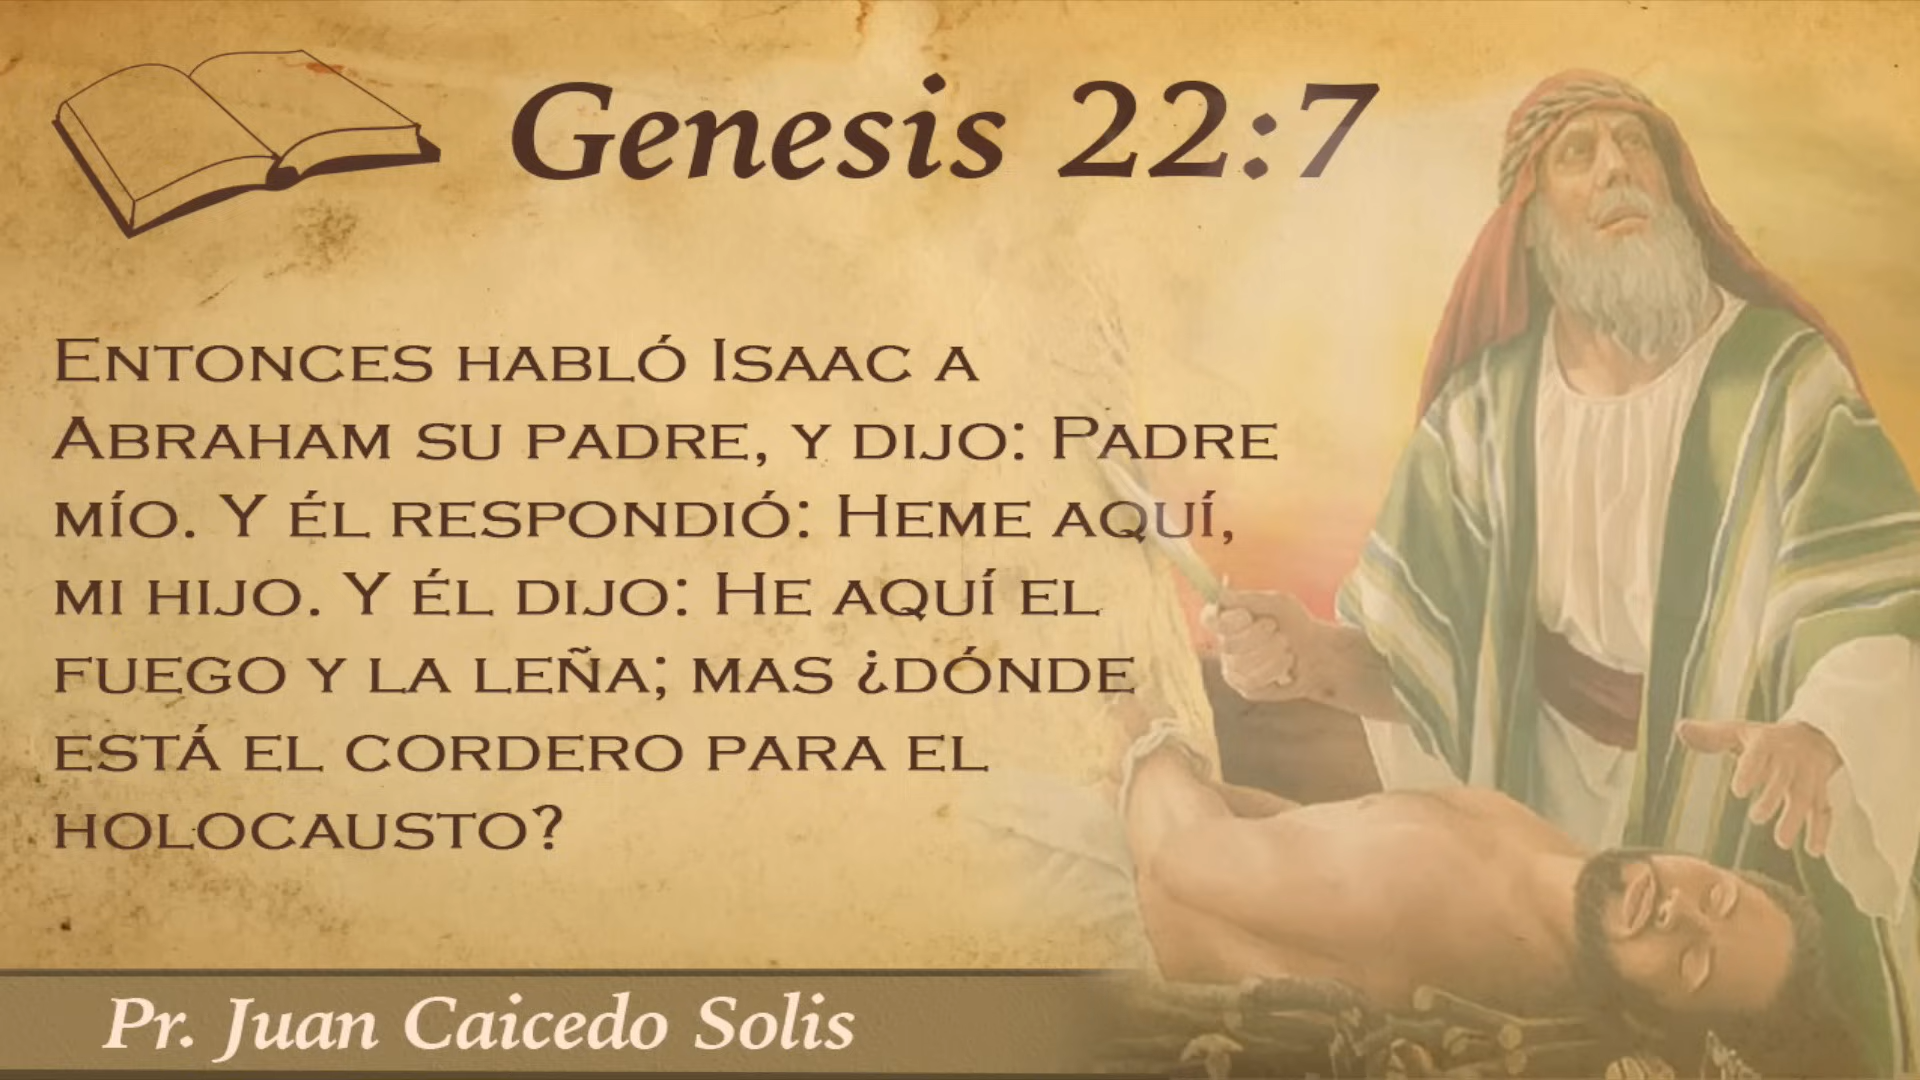 Genesis 22:7
Entonces habló Isaac a
Abraham su padre, y dijo: Padre
mío. Y él respondió: Heme aquí,
mi hijo. Y él dijo: He aquí el
fuego y la leña; mas ¿dónde
está el cordero para el
holocausto?
Pr. Juan Caicedo Solis